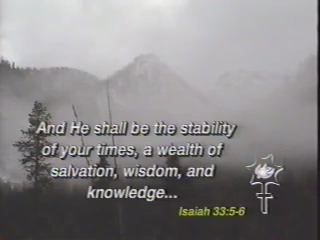 And He shall be the stability
of your times, a wealth of
salvation, wisdom, and
knowledge...
Isaiah 33:5-6